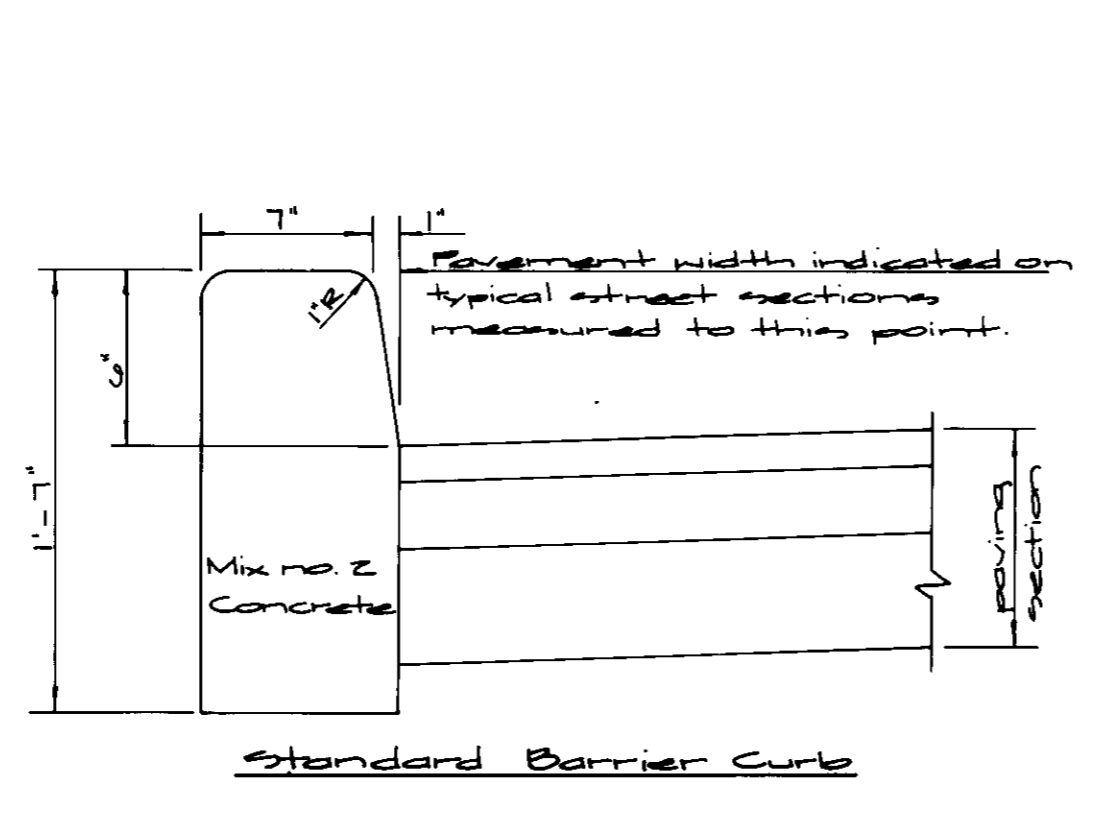 7" 1"
Pavement width indicated on
typical street sections
measured to this point.
1"R
6"
1'-7"
paving
section
Mix no. 2
Concrete
Standard Barrier Curb